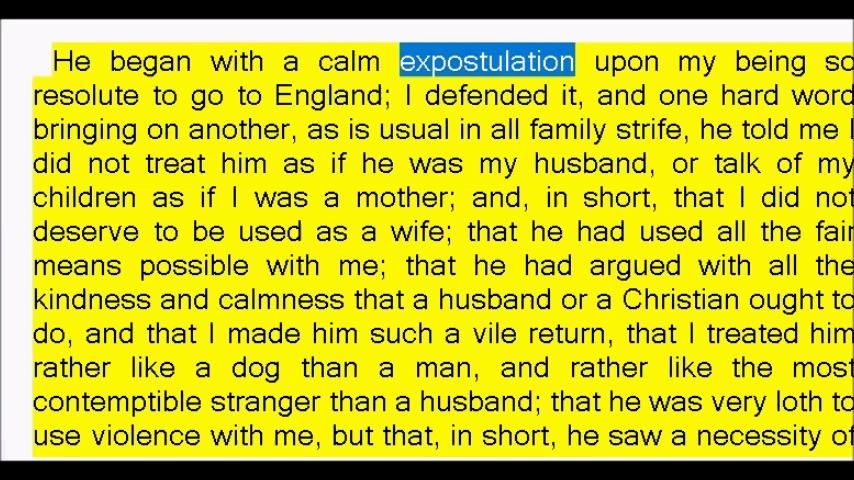 He began with a calm expostulation upon my being so
resolute to go to England; I defended it, and one hard word
bringing on another, as is usual in all family strife, he told me I
did not treat him as if he was my husband, or talk of my
children as if I was a mother; and, in short, that I did not
deserve to be used as a wife; that he had used all the fair
means possible with me; that he had argued with all the
kindness and calmness that a husband or a Christian ought to
do, and that I made him such a vile return, that I treated him
rather like a dog than a man, and rather like the most
contemptible stranger than a husband; that he was very loth to
use violence with me, but that, in short, he saw a necessity of